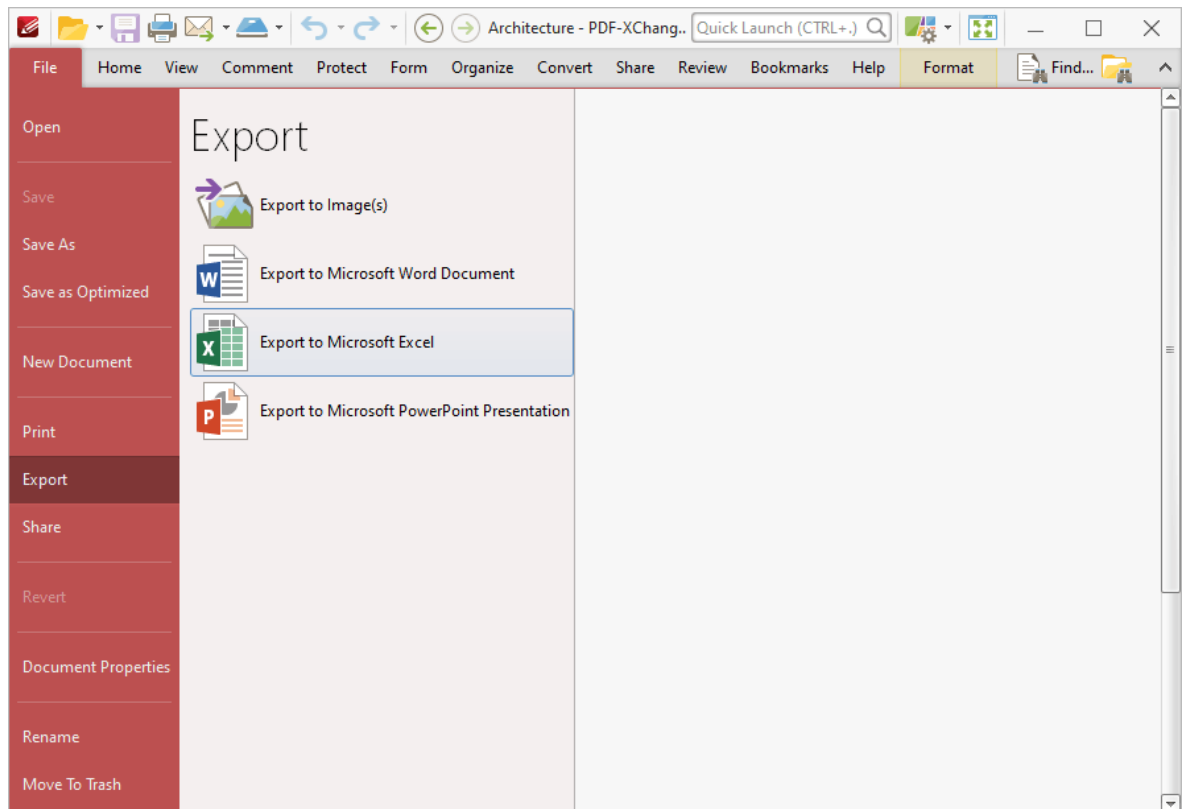 Architecture - PDF-XChang.. Quick Launch (CTRL+.)
File Home View Comment Protect Form Organize Convert Share Review Bookmarks Help Format Find...
Open
Save
Save As
Save as Optimized
New Document
Print
Export
Share
Revert
Document Properties
Rename
Move To Trash
Export
Export to Image(s)
W
Export to Microsoft Word Document
X
Export to Microsoft Excel
P
Export to Microsoft PowerPoint Presentation